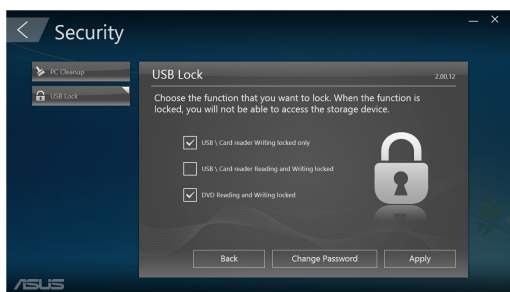 Security
PC Cleanup
USB Lock
USB Lock
2.00.12
Choose the function that you want to lock. When the function is
locked, you will not be able to access the storage device.
USB \ Card reader Writing locked only
USB \ Card reader Reading and Writing locked
DVD Reading and Writing locked
Back
Change Password
Apply
ASUS